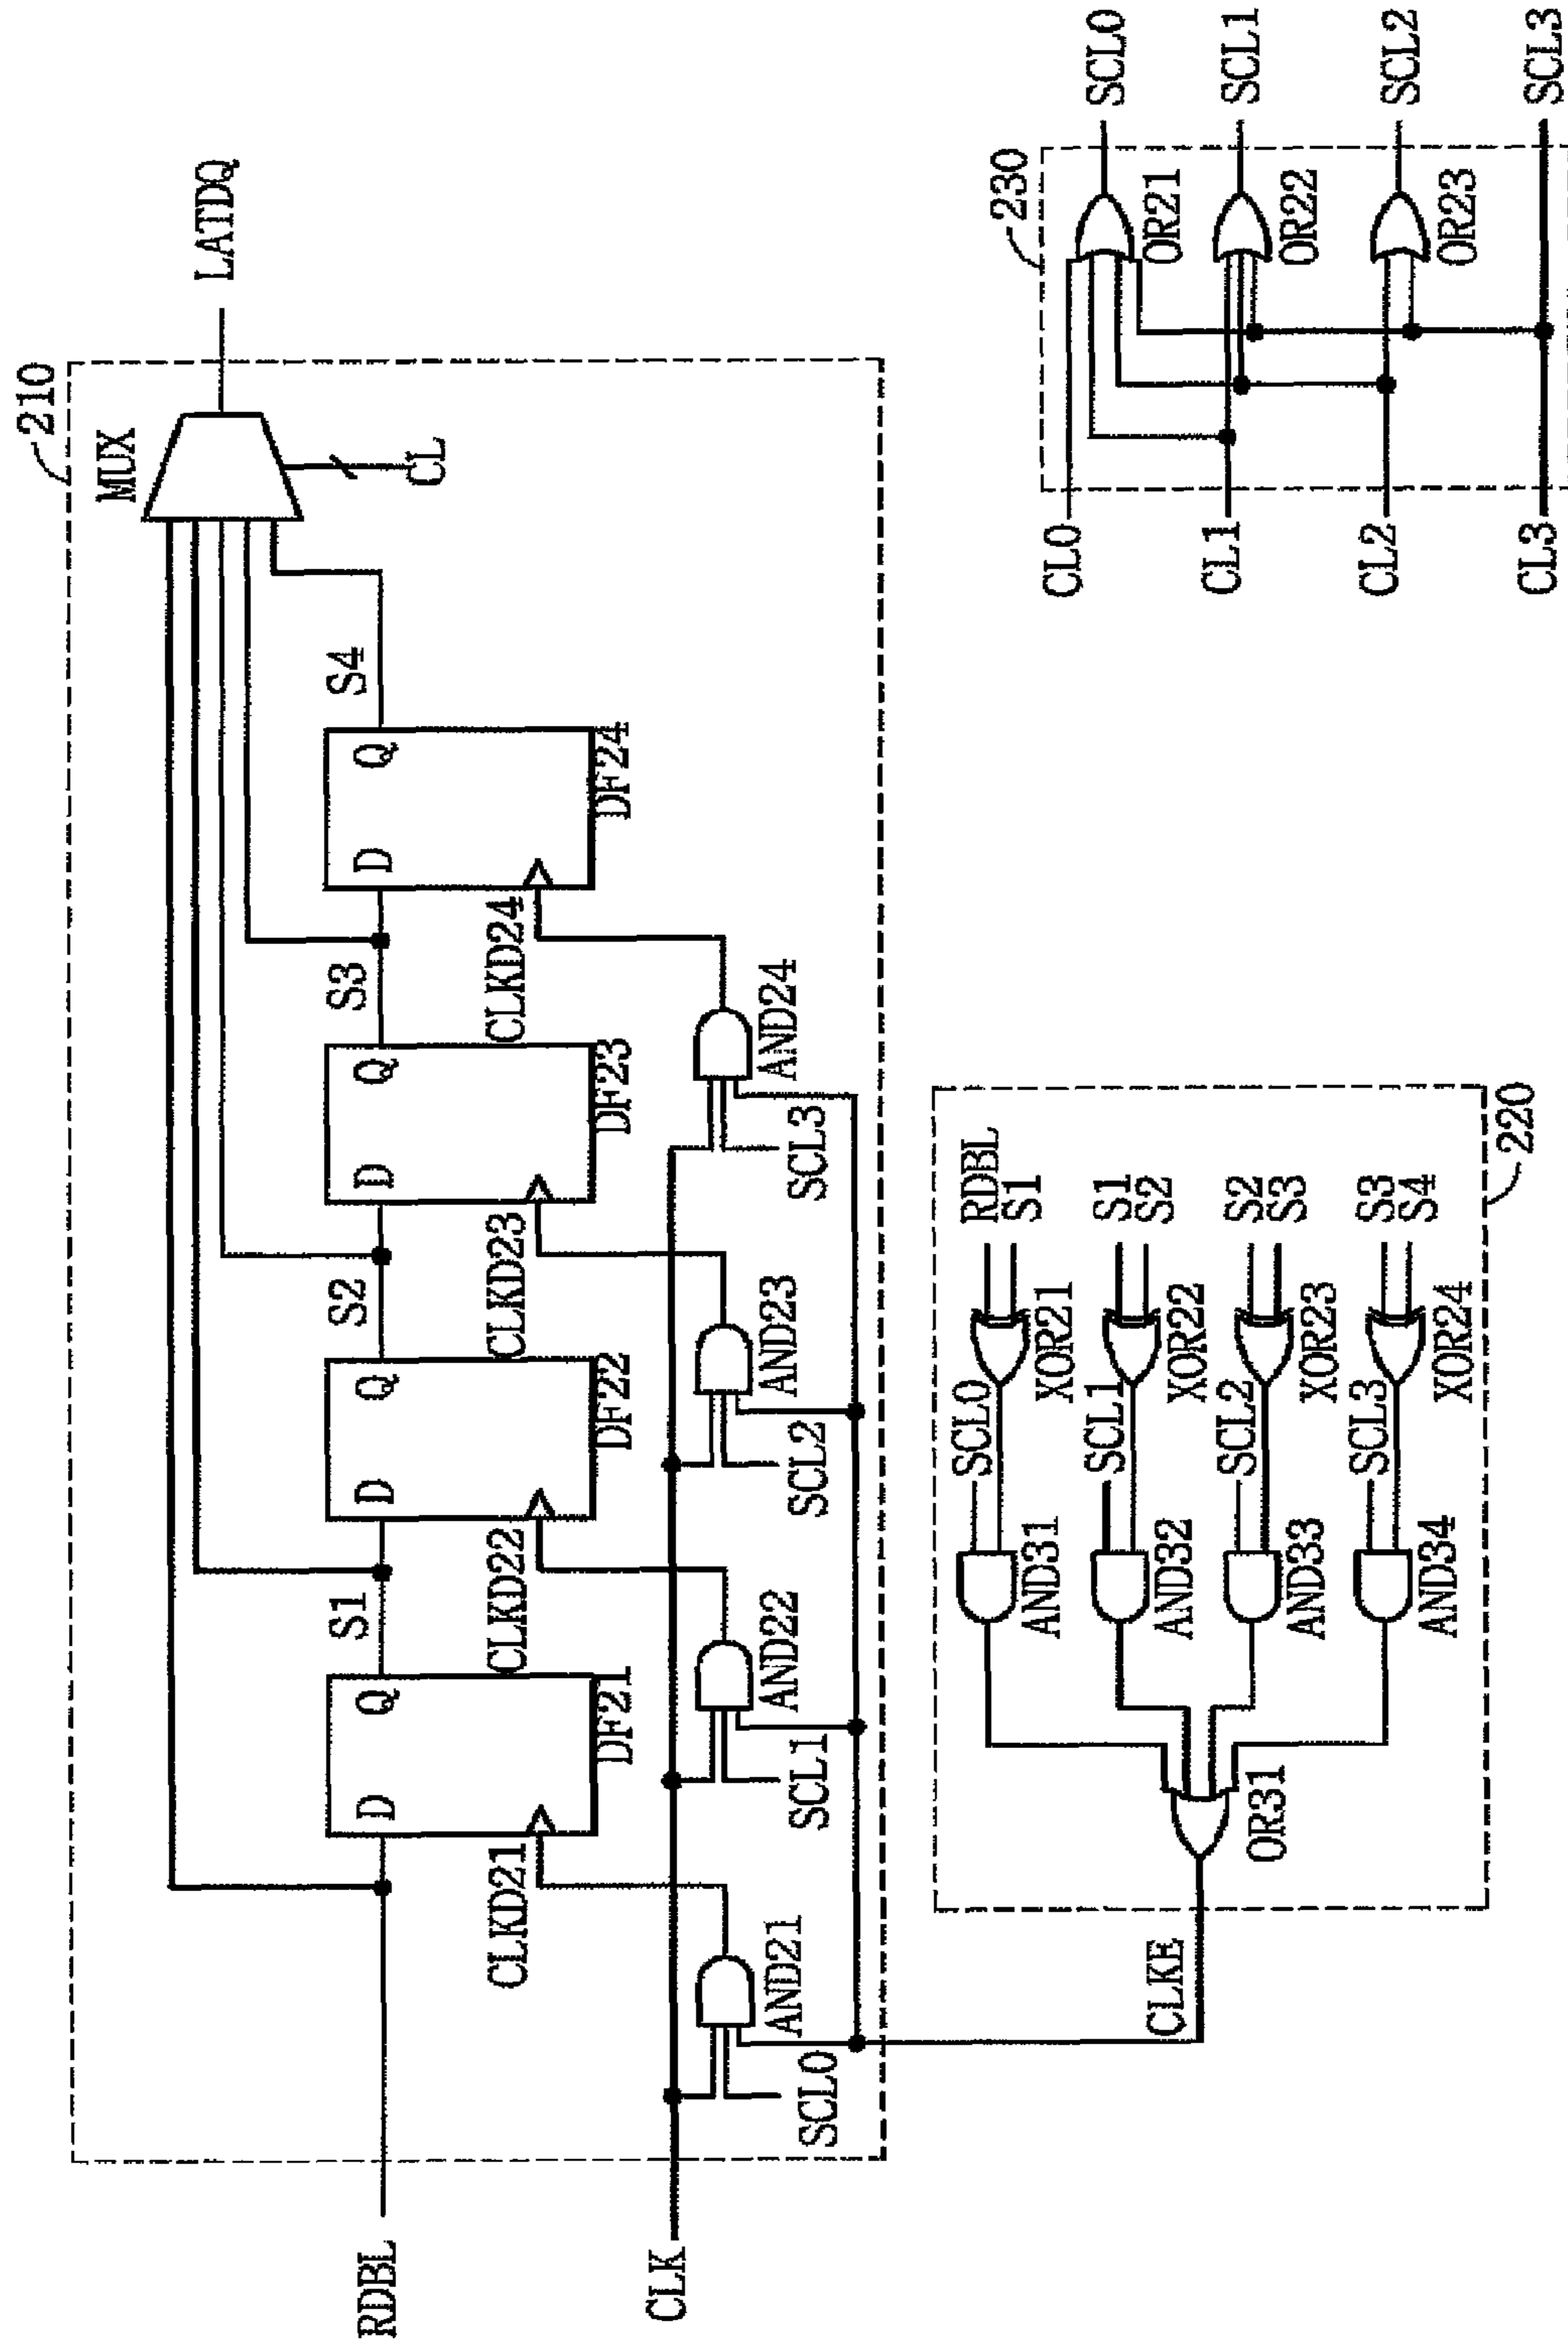 210
MUX
LATDQ
CL
RDBL
D
Q
DF21
S1
D
Q
DF22
S2
D
Q
DF23
S3
D
Q
DF24
S4
CLKD21
CLKD22
CLKD23
CLKD24
CLK
AND21
SCL0
AND22
SCL1
AND23
SCL2
AND24
SCL3
CLKE
220
OR31
AND31
SCL0
XOR21
RDBL
S1
AND32
SCL1
XOR22
S1
S2
AND33
SCL2
XOR23
S2
S3
AND34
SCL3
XOR24
S3
S4
230
CL0
OR21
SCL0
CL1
OR22
SCL1
CL2
OR23
SCL2
CL3
SCL3